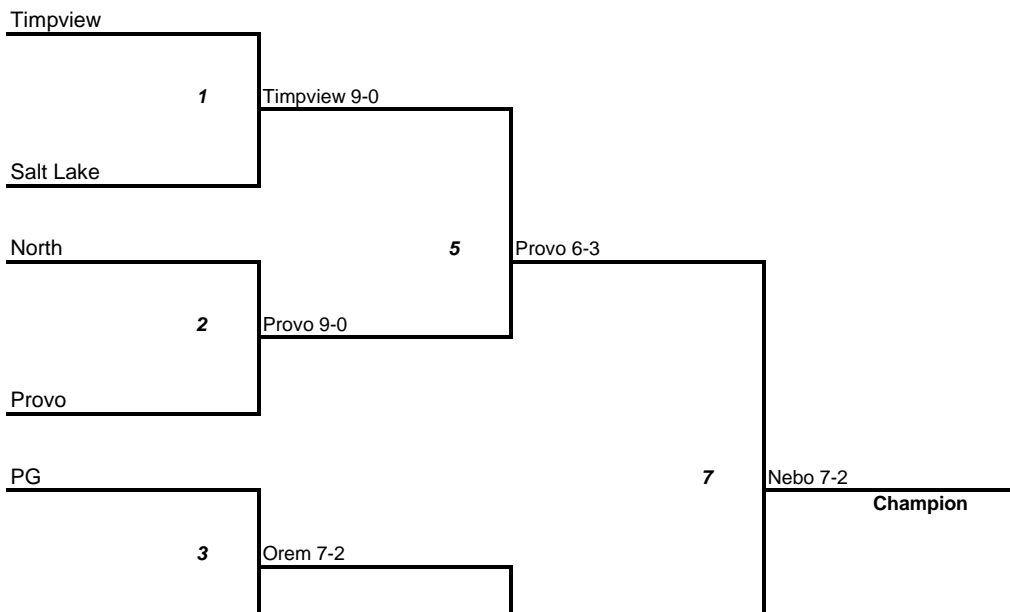 Timpview
1
Timpview 9-0
Salt Lake
North
5
Provo 6-3
2
Provo 9-0
Provo
PG
7
Nebo 7-2
Champion
3
Orem 7-2